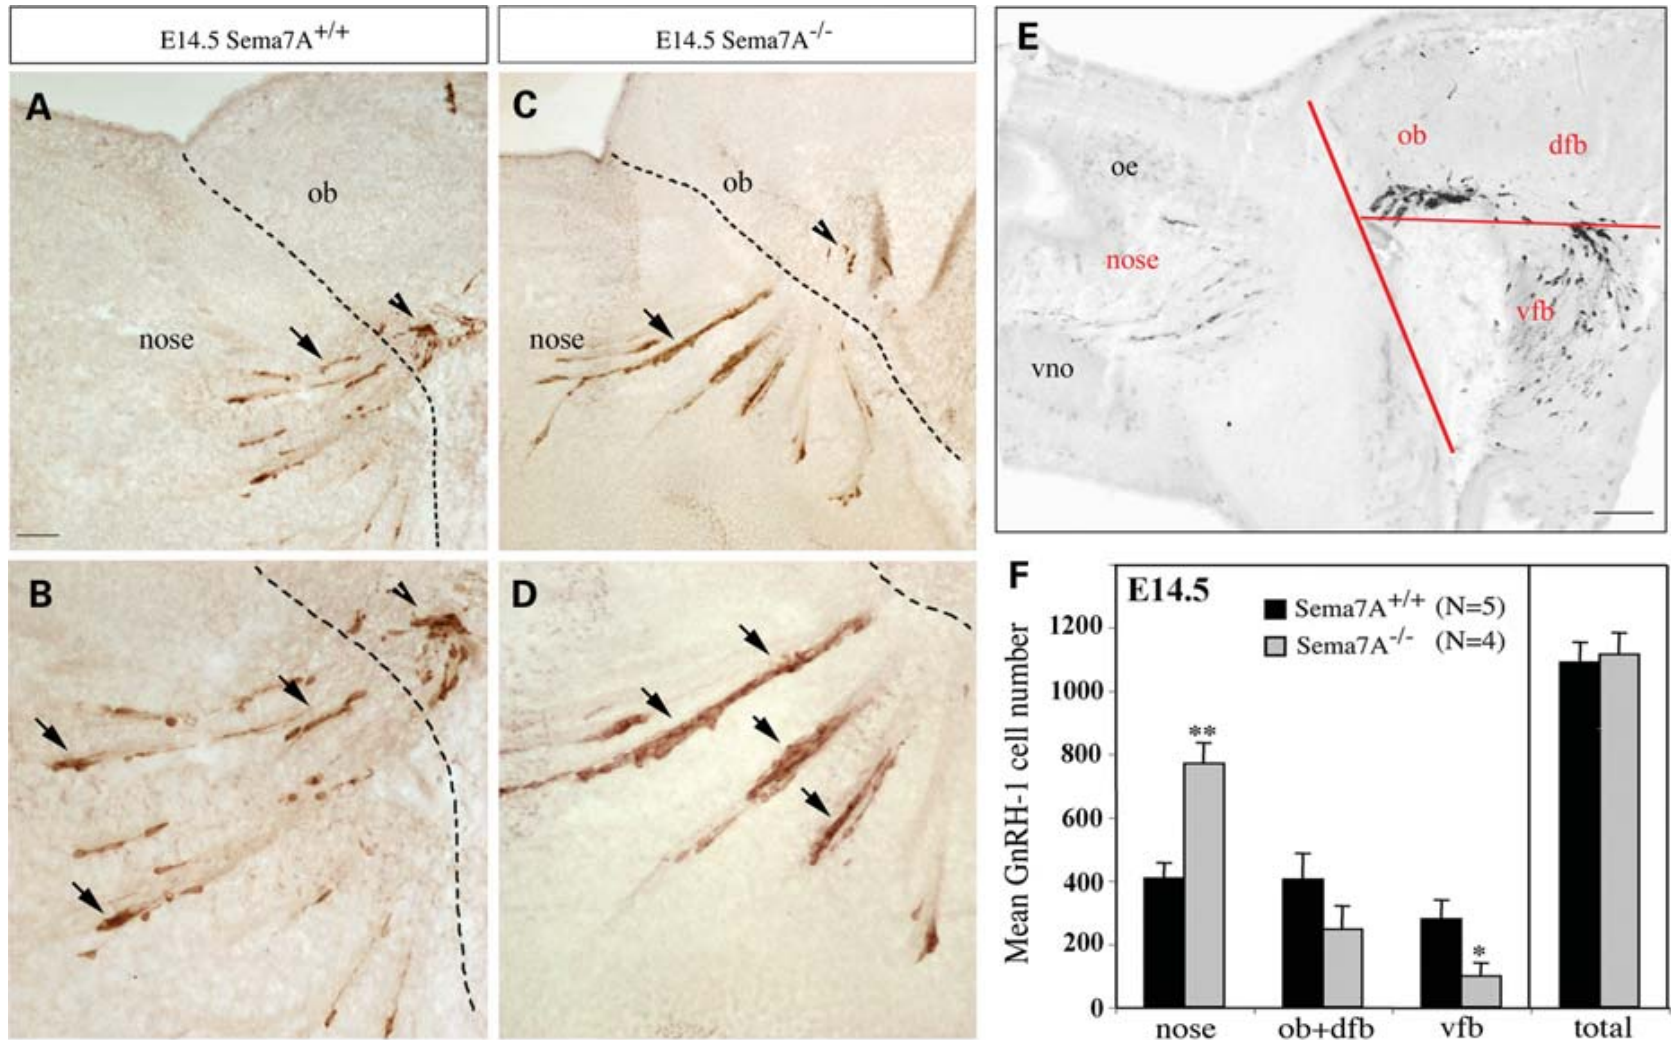 E14.5 Sema7A+/+
E14.5 Sema7A-/-
A
ob
nose
C
ob
nose
E
ob
dfb
oe
nose
vfb
vno
B
D
F
E14.5
Sema7A+/+ (N=5)
Sema7A-/- (N=4)
Mean GnRH-1 cell number
1200
1000
800
600
400
200
0
**
*
nose
ob+dfb
vfb
total